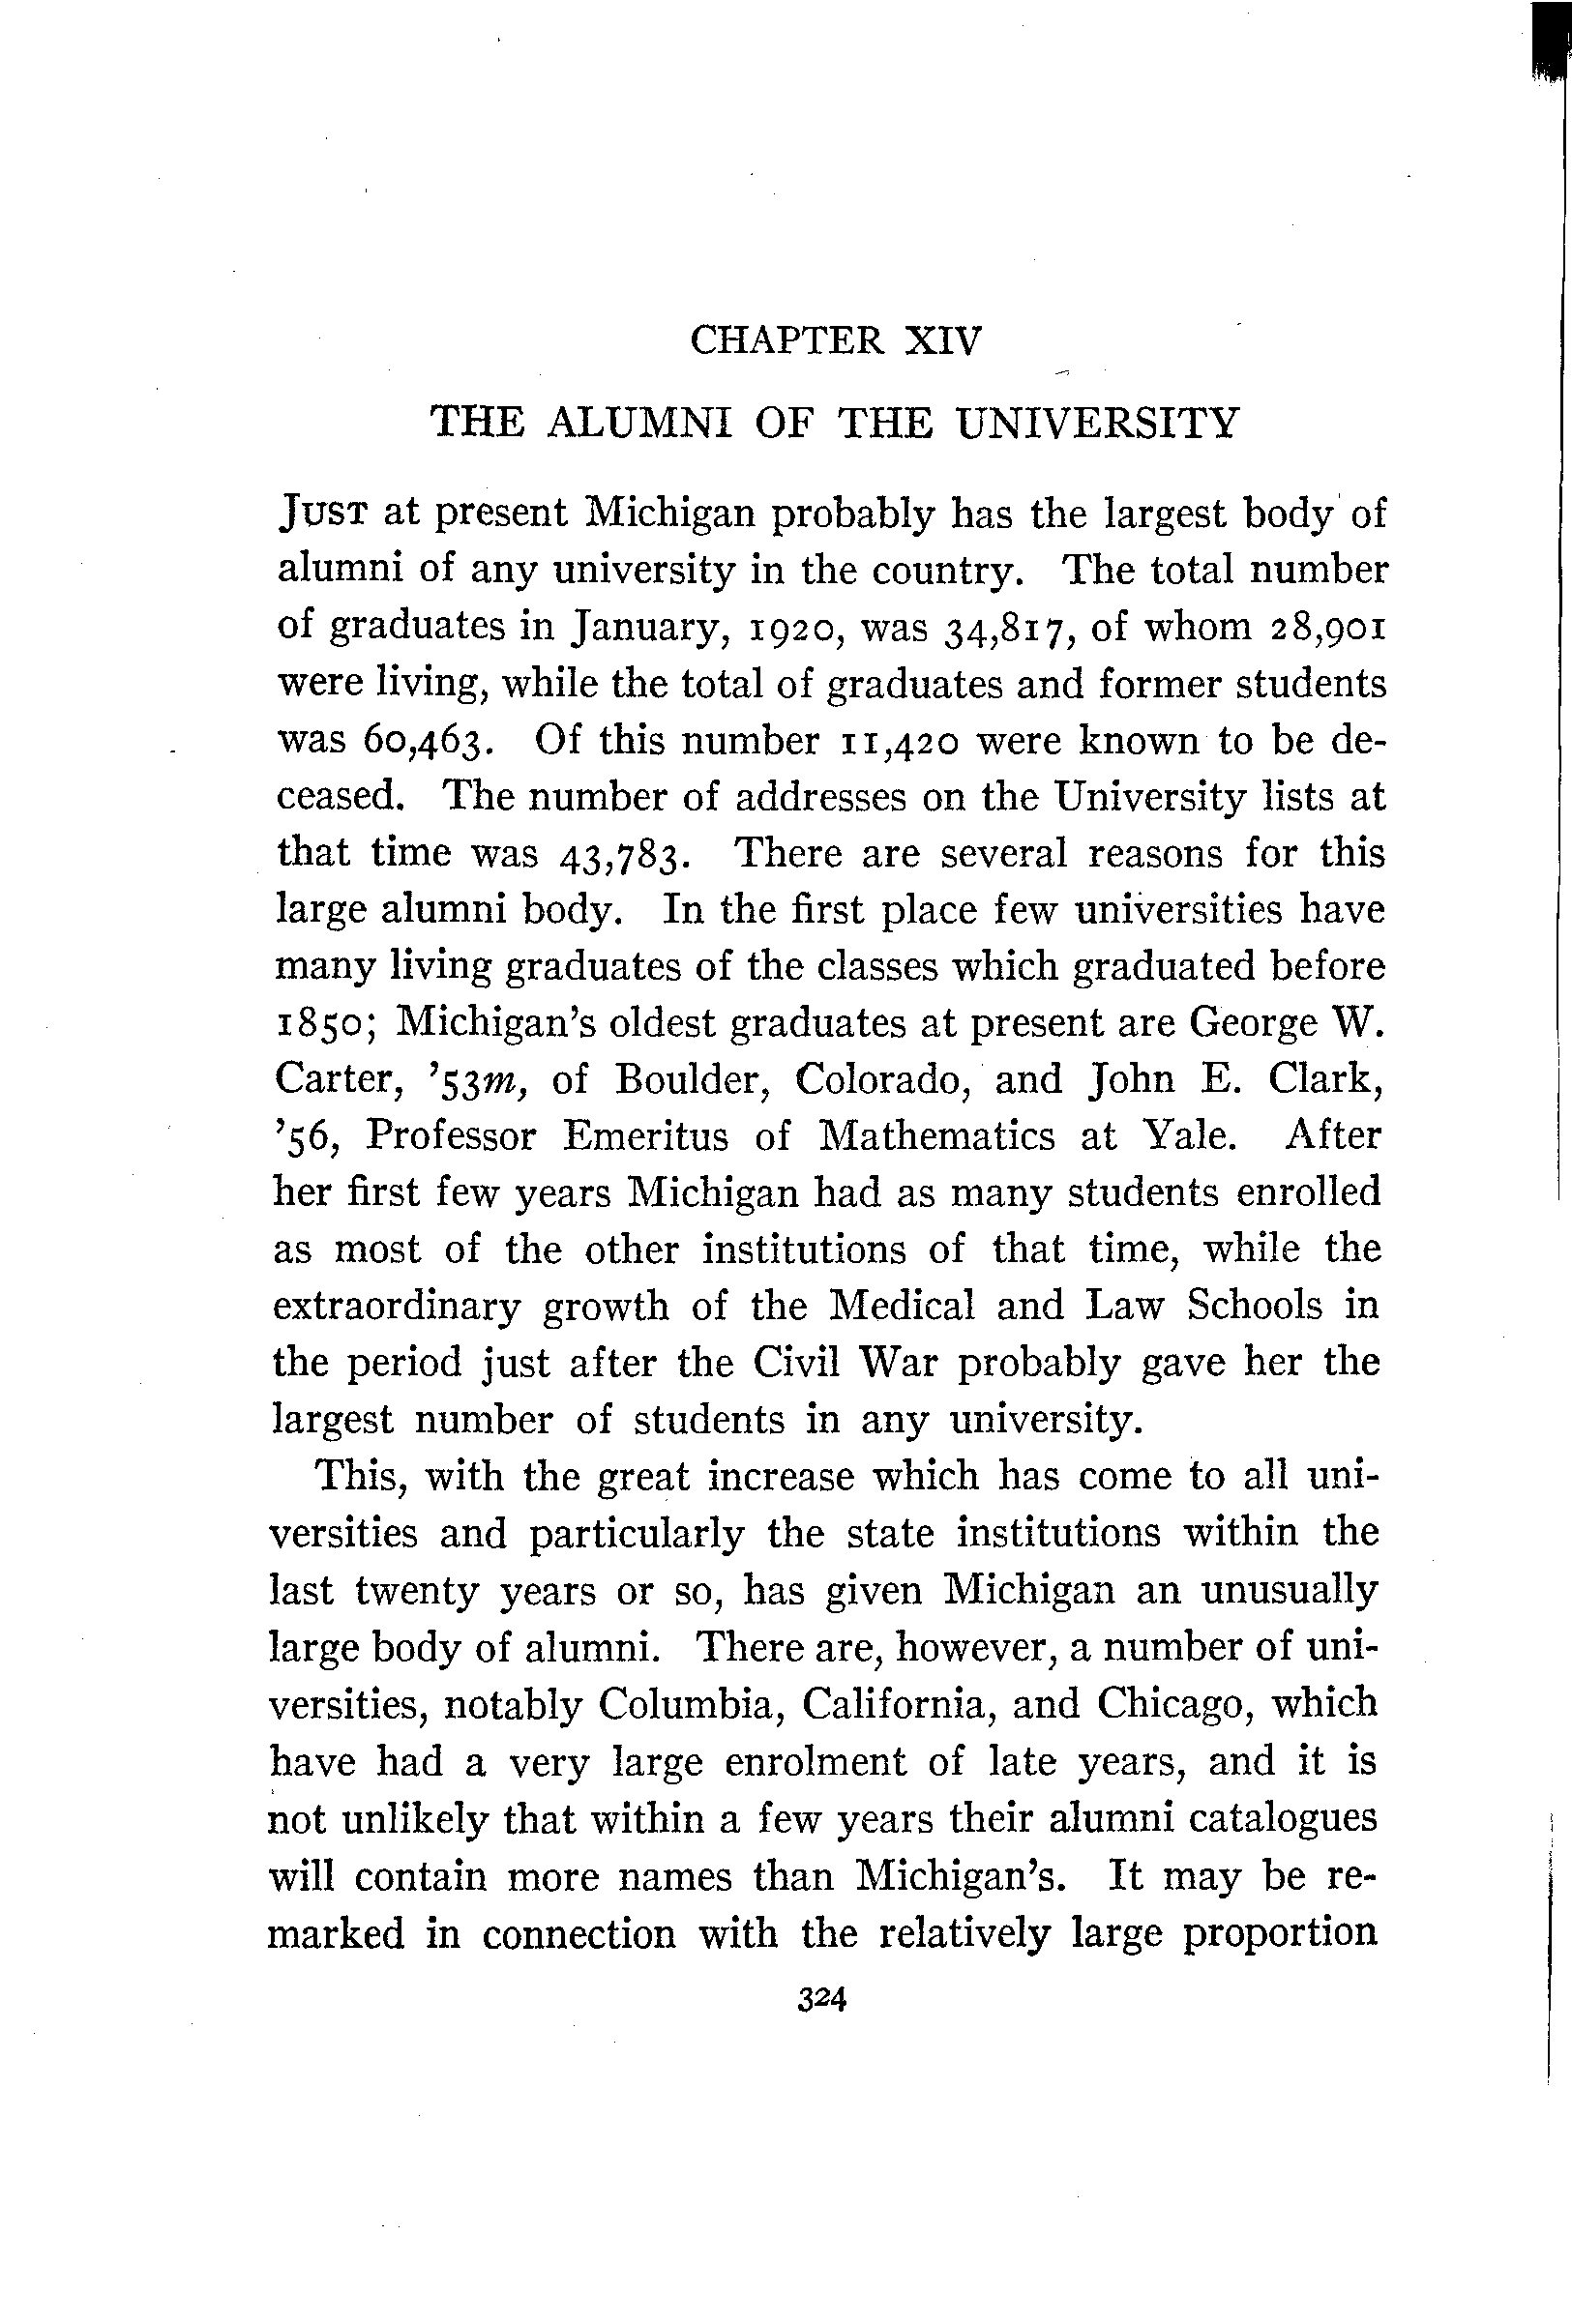 CHAPTER XIV
THE ALUMNI OF THE UNIVERSITY
JUST at present Michigan probably has the largest body of
alumni of any university in the country. The total number
of graduates in January, 1920, was 34,817, of whom 28,901
were living, while the total of graduates and former students
was 60,463. Of this number 11,420 were known to be de-
ceased. The number of addresses on the University lists at
that time was 43,783. There are several reasons for this
large alumni body. In the first place few universities have
many living graduates of the classes which graduated before
1850; Michigan's oldest graduates at present are George W.
Carter, '53m, of Boulder, Colorado, and John E. Clark,
'56, Professor Emeritus of Mathematics at Yale. After
her first few years Michigan had as many students enrolled
as most of the other institutions of that time, while the
extraordinary growth of the Medical and Law Schools in
the period just after the Civil War probably gave her the
largest number of students in any university.
This, with the great increase which has come to all uni-
versities and particularly the state institutions within the
last twenty years or so, has given Michigan an unusually
large body of alumni. There are, however, a number of uni-
versities, notably Columbia, California, and Chicago, which
have had a very large enrolment of late years, and it is
not unlikely that within a few years their alumni catalogues
will contain more names than Michigan's. It may be re-
marked in connection with the relatively large proportion
324